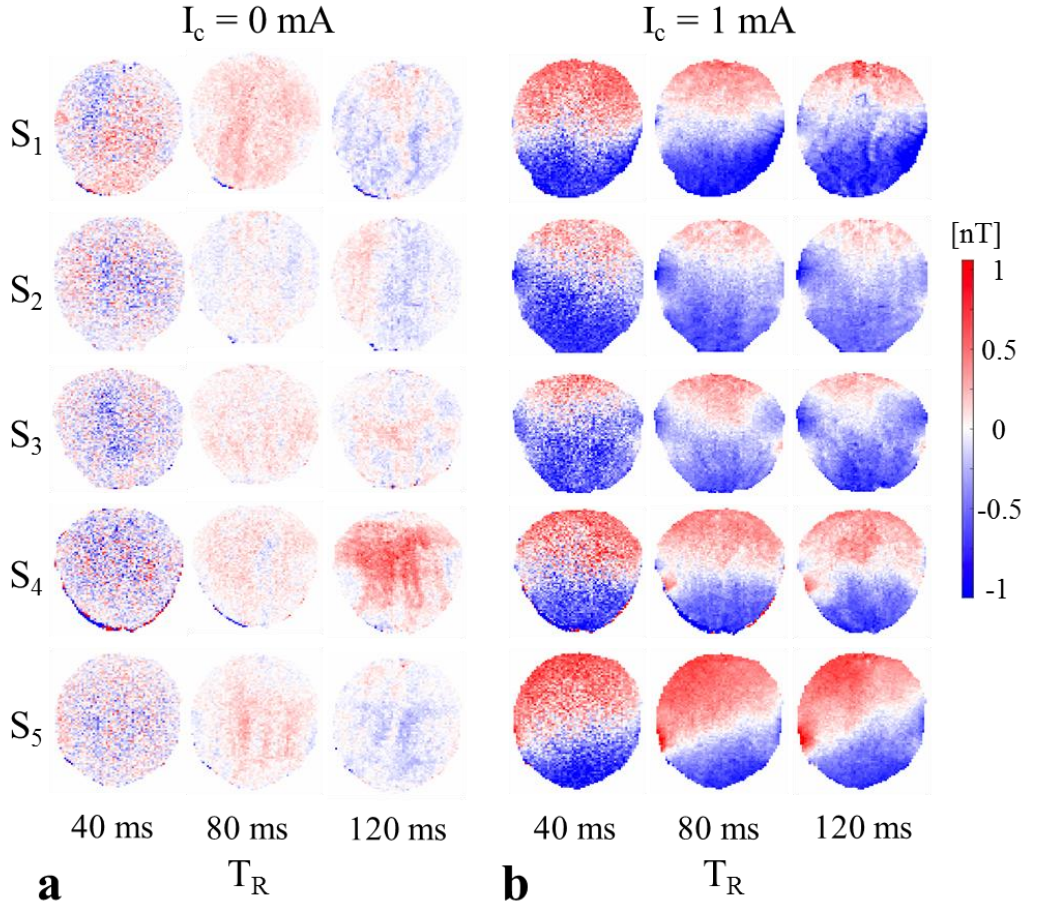 I_c = 0 mA
I_c = 1 mA
S_1
S_2
S_3
S_4
S_5
[nT]
1
0.5
0
-0.5
-1
40 ms 80 ms 120 ms
40 ms 80 ms 120 ms
a
T_R
b
T_R